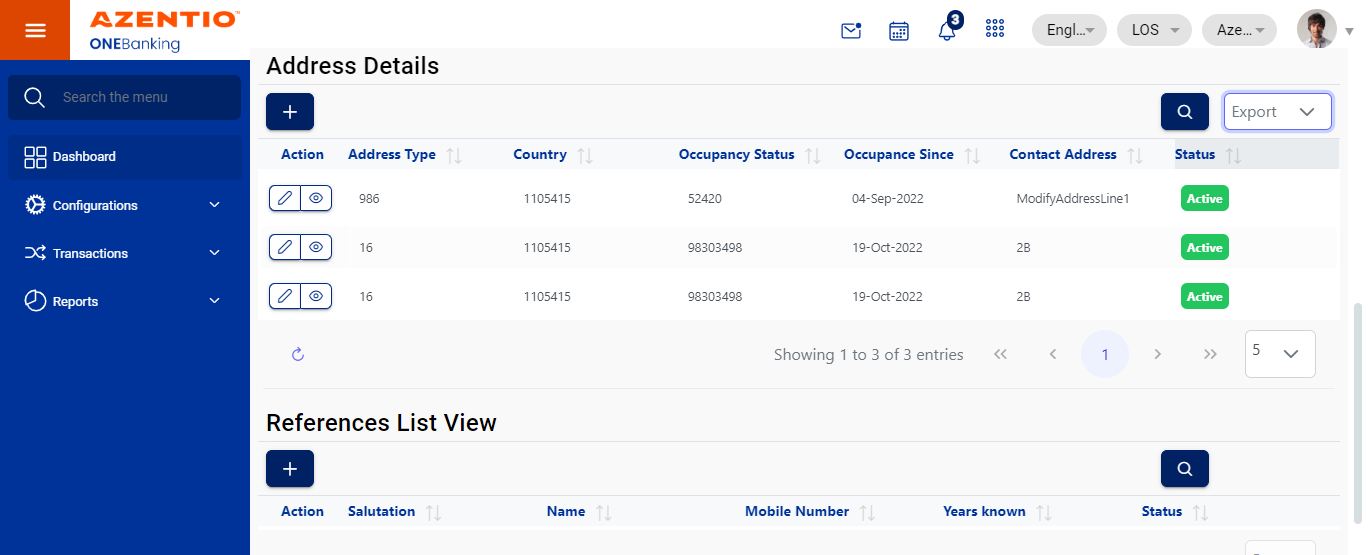 AZENTIO™
ONEBanking
3
Engl...
LOS
Aze...
Search the menu
Dashboard
Configurations
Transactions
Reports
Address Details
+
Export
Action Address Type Country Occupancy Status Occupance Since Contact Address Status
986 1105415 52420 04-Sep-2022 ModifyAddressLine1 Active
16 1105415 98303498 19-Oct-2022 2B Active
16 1105415 98303498 19-Oct-2022 2B Active
Showing 1 to 3 of 3 entries << < 1 > >> 5
References List View
+
Action Salutation Name Mobile Number Years known Status